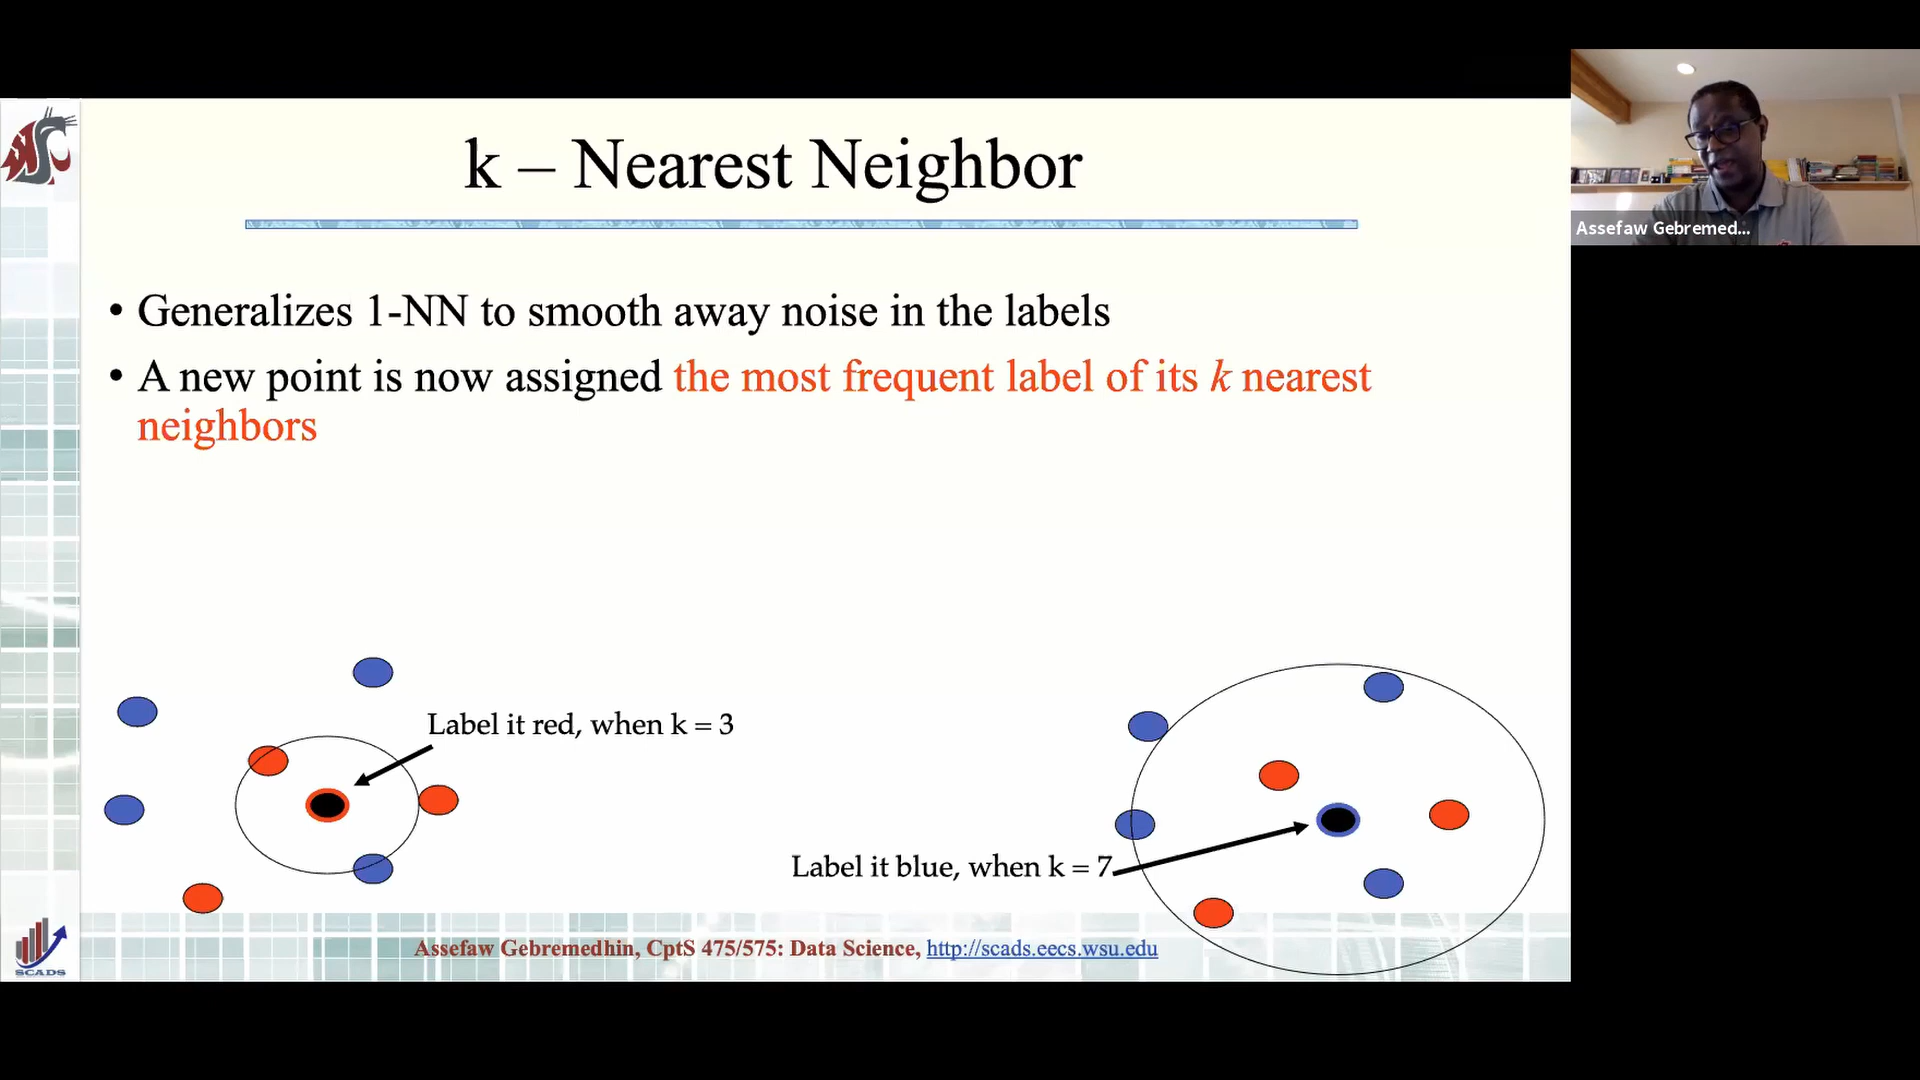 k – Nearest Neighbor
Assefaw Gebremed...
• Generalizes 1-NN to smooth away noise in the labels
• A new point is now assigned the most frequent label of its k nearest
neighbors
Label it red, when k = 3
Label it blue, when k = 7
Assefaw Gebremedhin, CptS 475/575: Data Science, http://scads.eecs.wsu.edu
SCADS